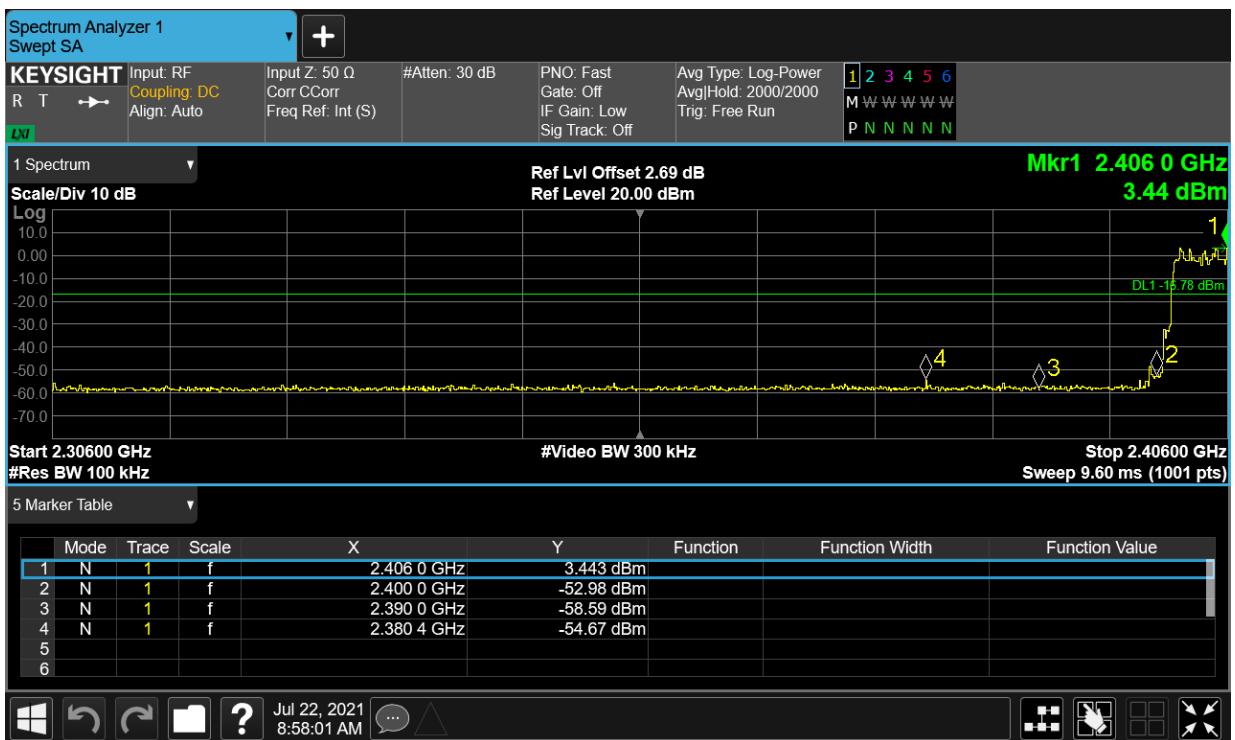 Spectrum Analyzer 1
Swept SA
+
KEYSIGHT
R T
LXI
Input: RF
Coupling: DC
Align: Auto
Input Z: 50 Ω
Corr CCorr
Freq Ref: Int (S)
#Atten: 30 dB
PNO: Fast
Gate: Off
IF Gain: Low
Sig Track: Off
Avg Type: Log-Power
Avg|Hold: 2000/2000
Trig: Free Run
1 2 3 4 5 6
M W W W W W
P N N N N N
1 Spectrum
Scale/Div 10 dB
Ref Lvl Offset 2.69 dB
Ref Level 20.00 dBm
Mkr1 2.406 0 GHz
3.44 dBm
Log
10.0
0.00
-10.0
-20.0
-30.0
-40.0
-50.0
-60.0
-70.0
1
DL1 -16.78 dBm
4
3
2
Start 2.30600 GHz
#Video BW 300 kHz
Stop 2.40600 GHz
#Res BW 100 kHz
Sweep 9.60 ms (1001 pts)
5 Marker Table
Mode Trace Scale X Y Function Function Width Function Value
1 N 1 f 2.406 0 GHz 3.443 dBm
2 N 1 f 2.400 0 GHz -52.98 dBm
3 N 1 f 2.390 0 GHz -58.59 dBm
4 N 1 f 2.380 4 GHz -54.67 dBm
5
6
?
Jul 22, 2021
8:58:01 AM